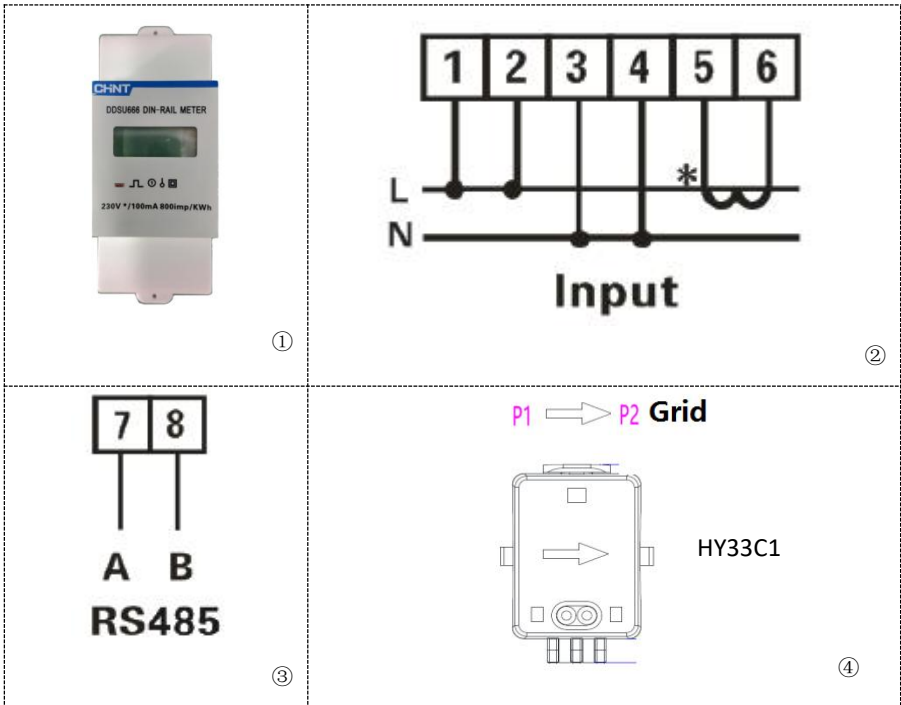 CHNT
DDSU666 DIN-RAIL METER
230V */100mA 800imp/KWh
①
1 2 3 4 5 6
*
L
N
Input
②
7 8
A B
RS485
③
P1 P2 Grid
HY33C1
④